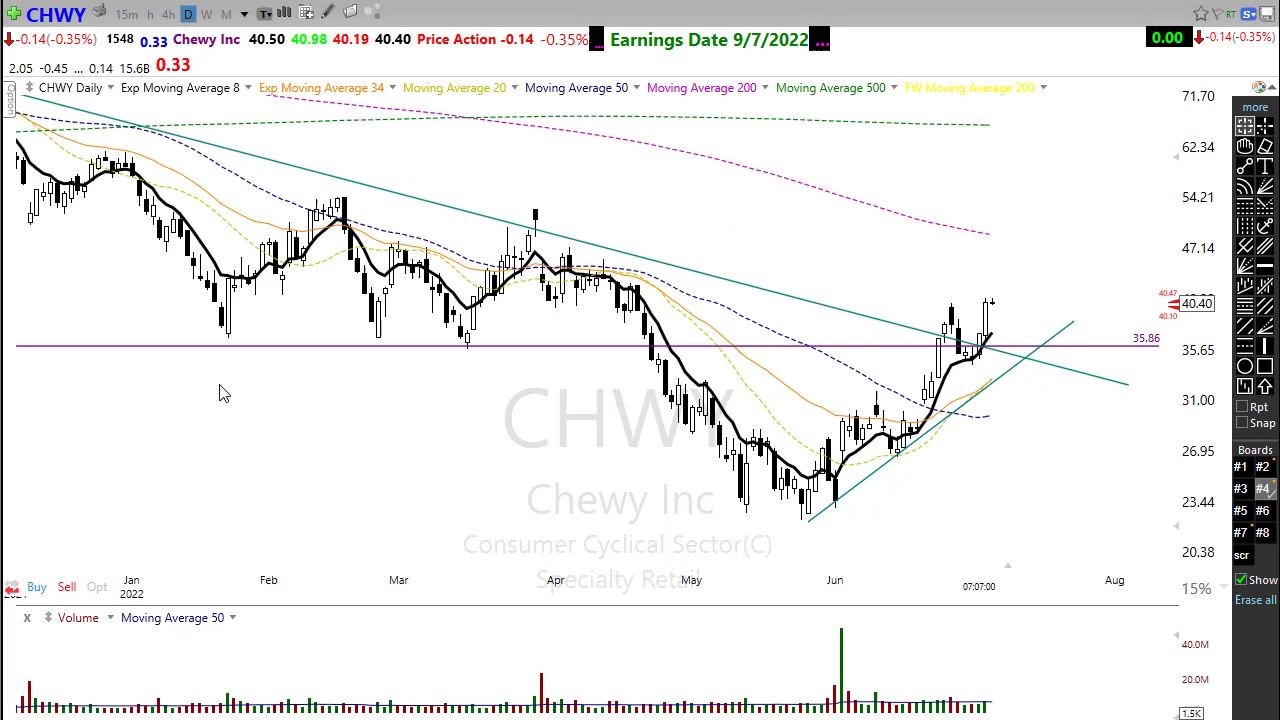 CHWY 15m h 4h D W M T RT S
-0.14(-0.35%) 1548 0.33 Chewy Inc 40.50 40.98 40.19 40.40 Price Action -0.14 -0.35% ... Earnings Date 9/7/2022 ... 0.00 -0.14(-0.35%)
2.05 -0.45 ... 0.14 15.6B 0.33
Option
CHWY Daily Exp Moving Average 8 Exp Moving Average 34 Moving Average 20 Moving Average 50 Moving Average 200 Moving Average 500 FW Moving Average 200
more
71.70
62.34
54.21
47.14
40.47
40.40
40.10
35.86
35.65
31.00
26.95
23.44
20.38
15%
CHWY
Chewy Inc
Consumer Cyclical Sector(C)
Specialty Retail
Jan Feb Mar Apr May Jun Aug
2022
07:07:00
Buy Sell Opt
X Volume Moving Average 50
40.0M
20.0M
1.5K
T
Rpt
Snap
Boards
#1 #2
#3 #4
#5 #6
#7 #8
scr
Show
Erase all